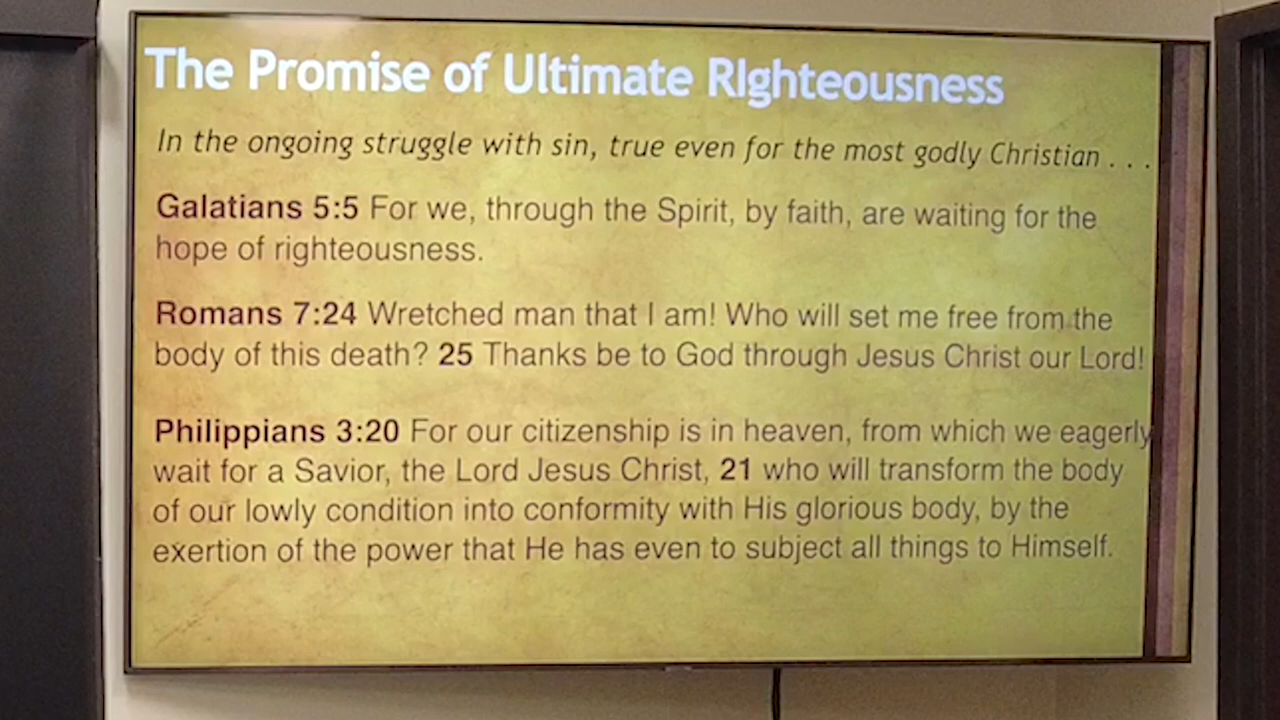 The Promise of Ultimate RIghteousness
In the ongoing struggle with sin, true even for the most godly Christian . . .
Galatians 5:5 For we, through the Spirit, by faith, are waiting for the
hope of righteousness.
Romans 7:24 Wretched man that I am! Who will set me free from the
body of this death? 25 Thanks be to God through Jesus Christ our Lord!
Philippians 3:20 For our citizenship is in heaven, from which we eagerly
wait for a Savior, the Lord Jesus Christ, 21 who will transform the body
of our lowly condition into conformity with His glorious body, by the
exertion of the power that He has even to subject all things to Himself.